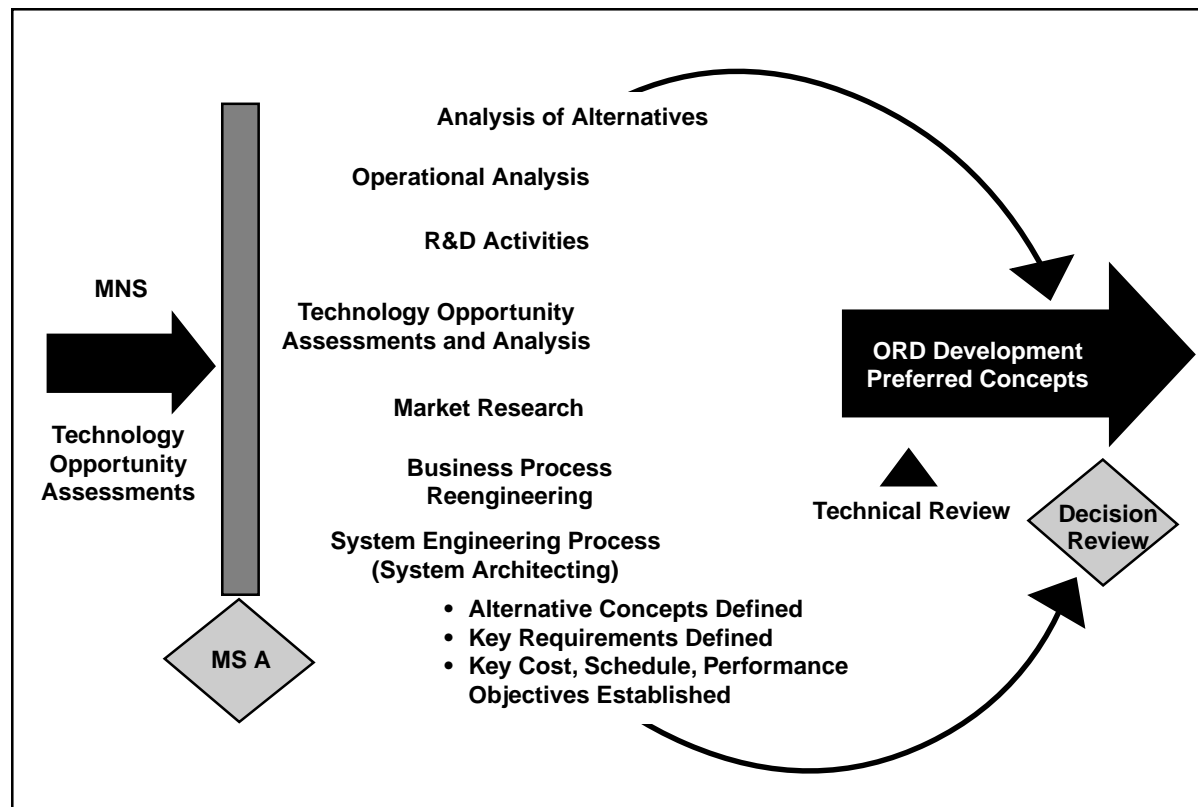 MNS
Technology
Opportunity
Assessments
MS A
Analysis of Alternatives
Operational Analysis
R&D Activities
Technology Opportunity
Assessments and Analysis
Market Research
Business Process
Reengineering
System Engineering Process
(System Architecting)
• Alternative Concepts Defined
• Key Requirements Defined
• Key Cost, Schedule, Performance
Objectives Established
ORD Development
Preferred Concepts
Technical Review
Decision
Review